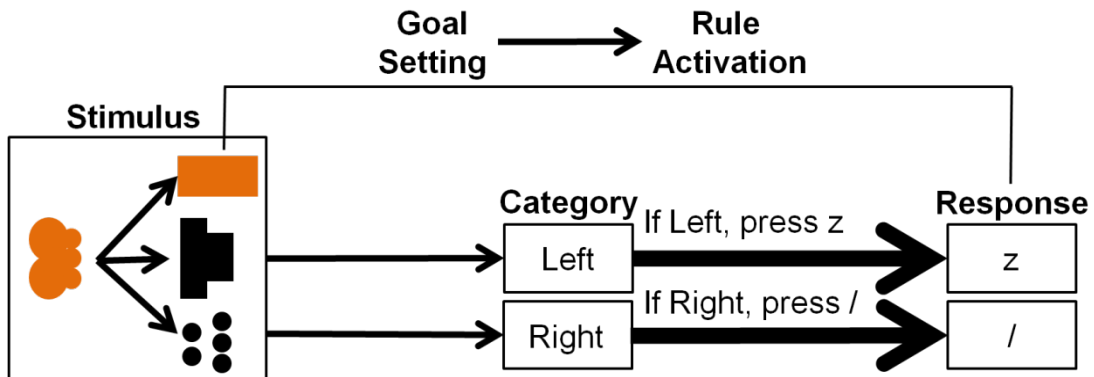 Goal
Setting
Rule
Activation
Stimulus
Category
Response
If Left, press z
Left
z
If Right, press /
Right
/